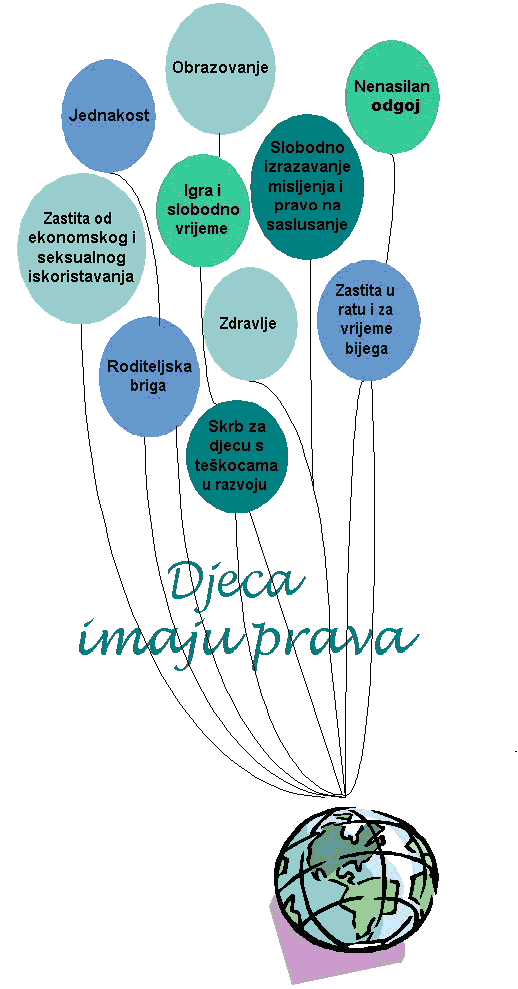 Obrazovanje
Nenasilan
odgoj
Jednakost
Slobodno
izrazavanje
misljenja i
pravo na
saslusanje
Igra i
slobodno
vrijeme
Zastita od
ekonomskog i
seksualnog
iskoristavanja
Zastita u
ratu i za
vrijeme
bijega
Zdravlje
Roditeljska
briga
Skrb za
djecu s
teškocama
u razvoju
Djeca
imaju prava